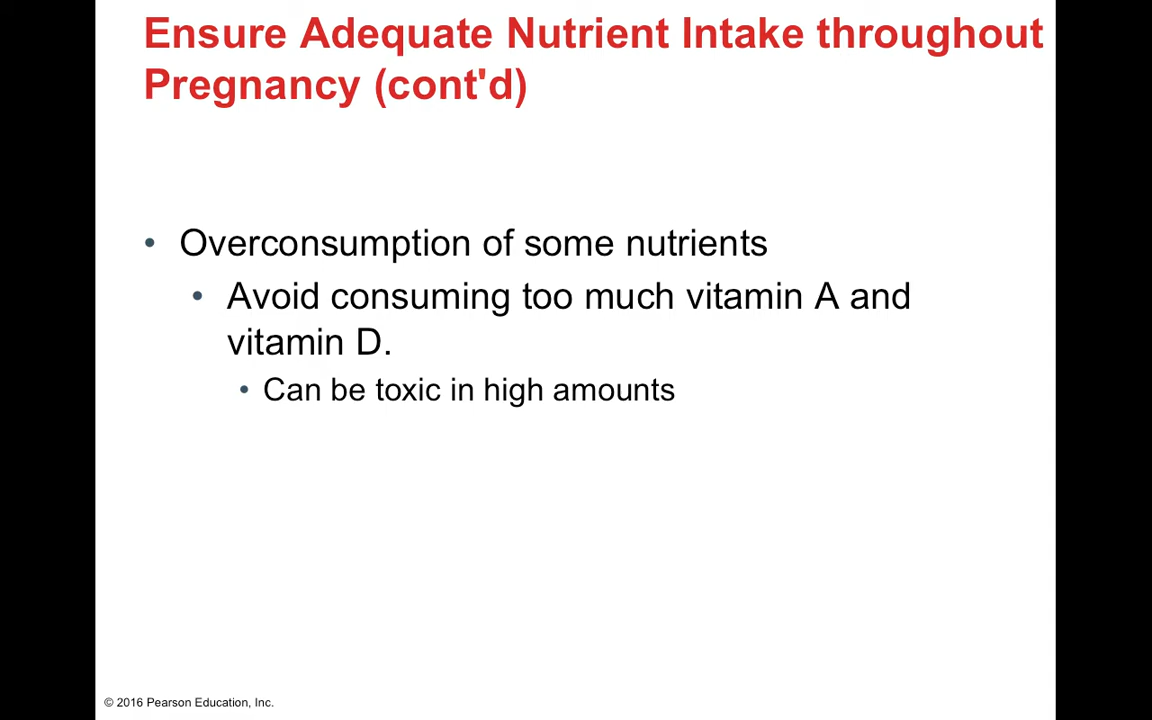 Ensure Adequate Nutrient Intake throughout
Pregnancy (cont'd)
• Overconsumption of some nutrients
• Avoid consuming too much vitamin A and
vitamin D.
• Can be toxic in high amounts
© 2016 Pearson Education, Inc.